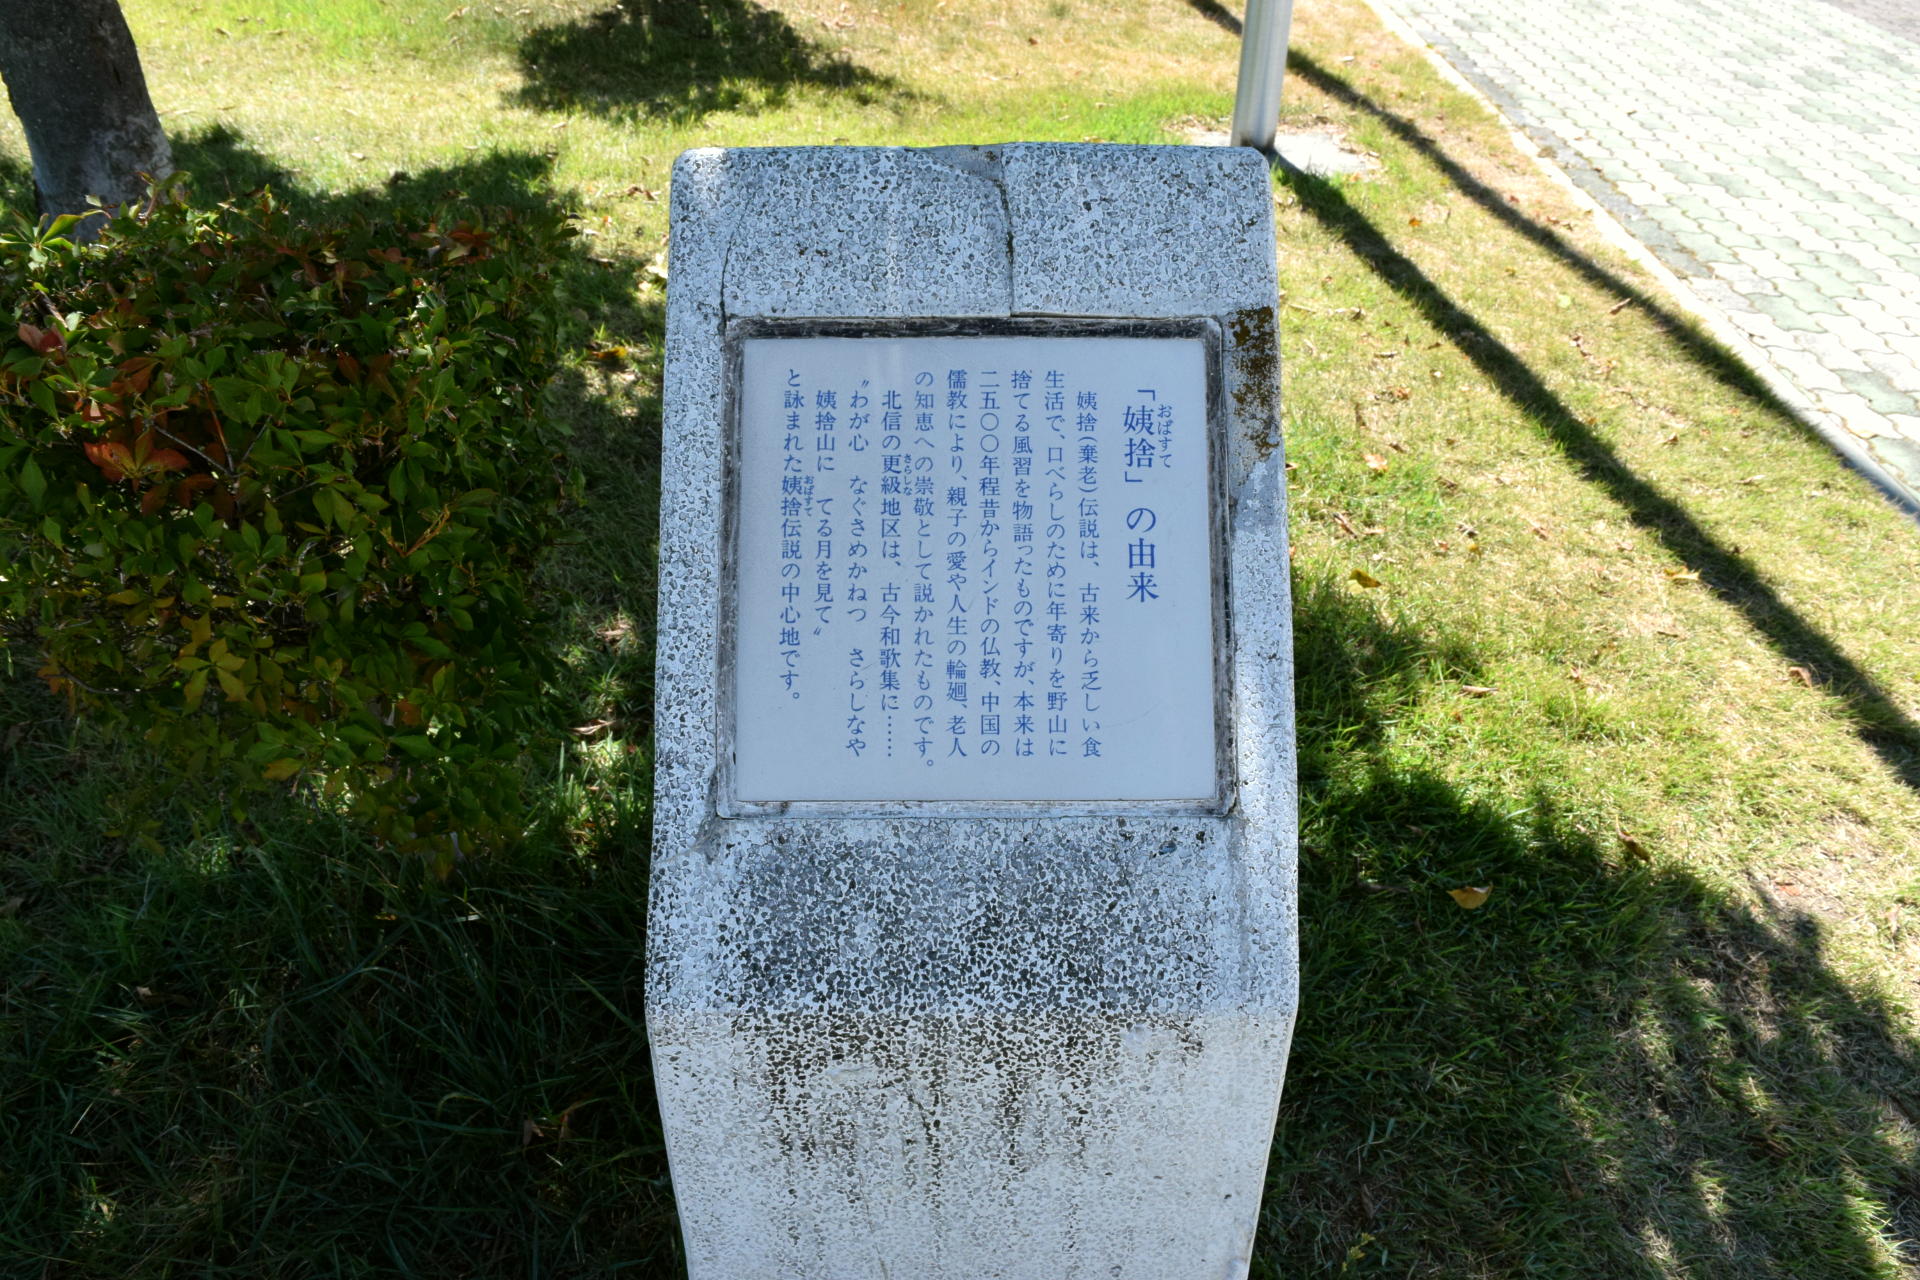 「姨捨」の由来
おばすて
姨捨(棄老)伝説は、古来から乏しい食
生活で、口べらしのために年寄りを野山に
捨てる風習を物語ったものですが、本来は
二五〇〇年程昔からインドの仏教、中国の
儒教により、親子の愛や人生の輪廻、老人
の知恵への崇敬として説かれたものです。
北信の更級地区は、古今和歌集に……
さらしな
〝わが心 なぐさめかねつ さらしなや
姨捨山に てる月を見て〟
と詠まれた姨捨伝説の中心地です。
おばすて